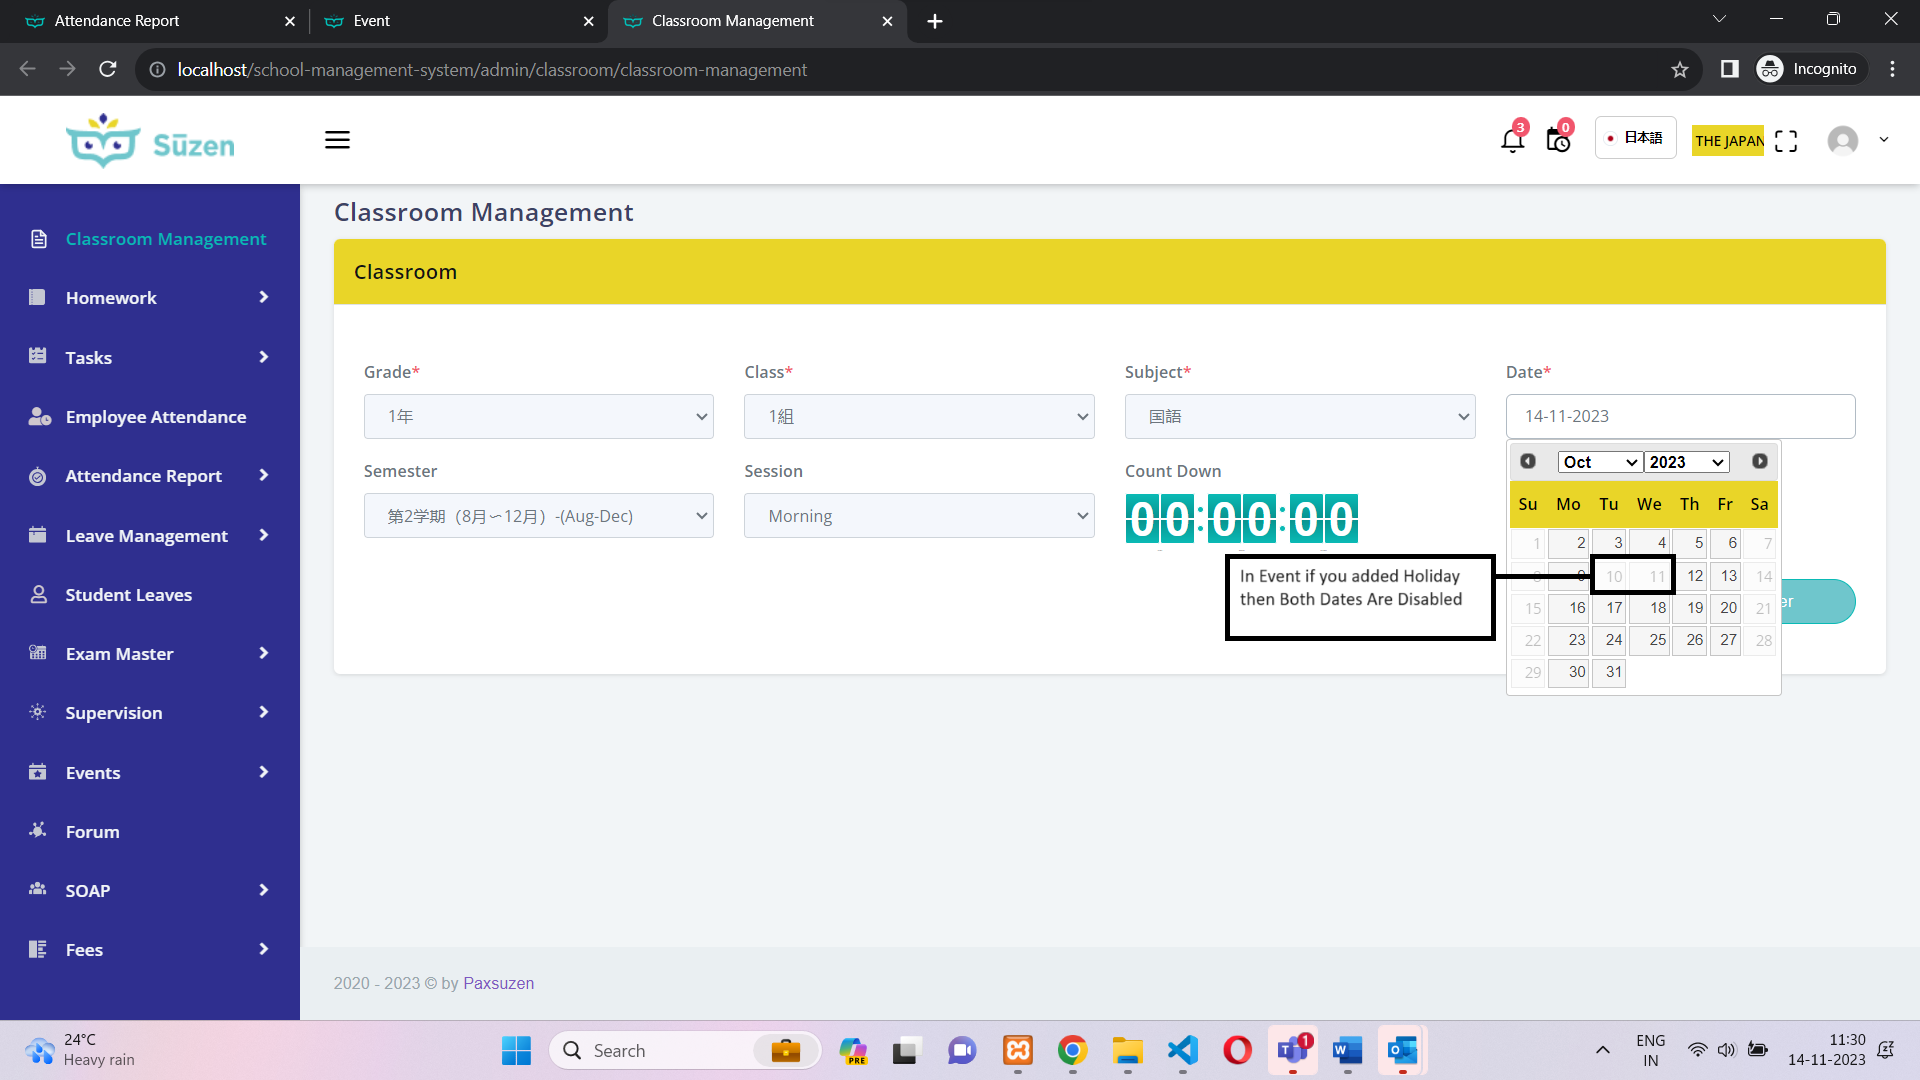 Attendance Report
Event
Classroom Management
localhost/school-management-system/admin/classroom/classroom-management
Incognito
Sūzen
3
0
日本語
THE JAPAN
Classroom Management
Homework
Tasks
Employee Attendance
Attendance Report
Leave Management
Student Leaves
Exam Master
Supervision
Events
Forum
SOAP
Fees
Classroom Management
Classroom
Grade*
Class*
Subject*
Date*
1年
1組
国語
14-11-2023
Semester
Session
Count Down
第2学期（8月～12月）-(Aug-Dec)
Morning
00:00:00
Oct 2023
Su Mo Tu We Th Fr Sa
1 2 3 4 5 6 7
8 9 10 11 12 13 14
15 16 17 18 19 20 21
22 23 24 25 26 27 28
29 30 31
In Event if you added Holiday
then Both Dates Are Disabled
er
2020 - 2023 © by Paxsuzen
24°C
Heavy rain
Search
PRE
1
ENG
IN
11:30
14-11-2023